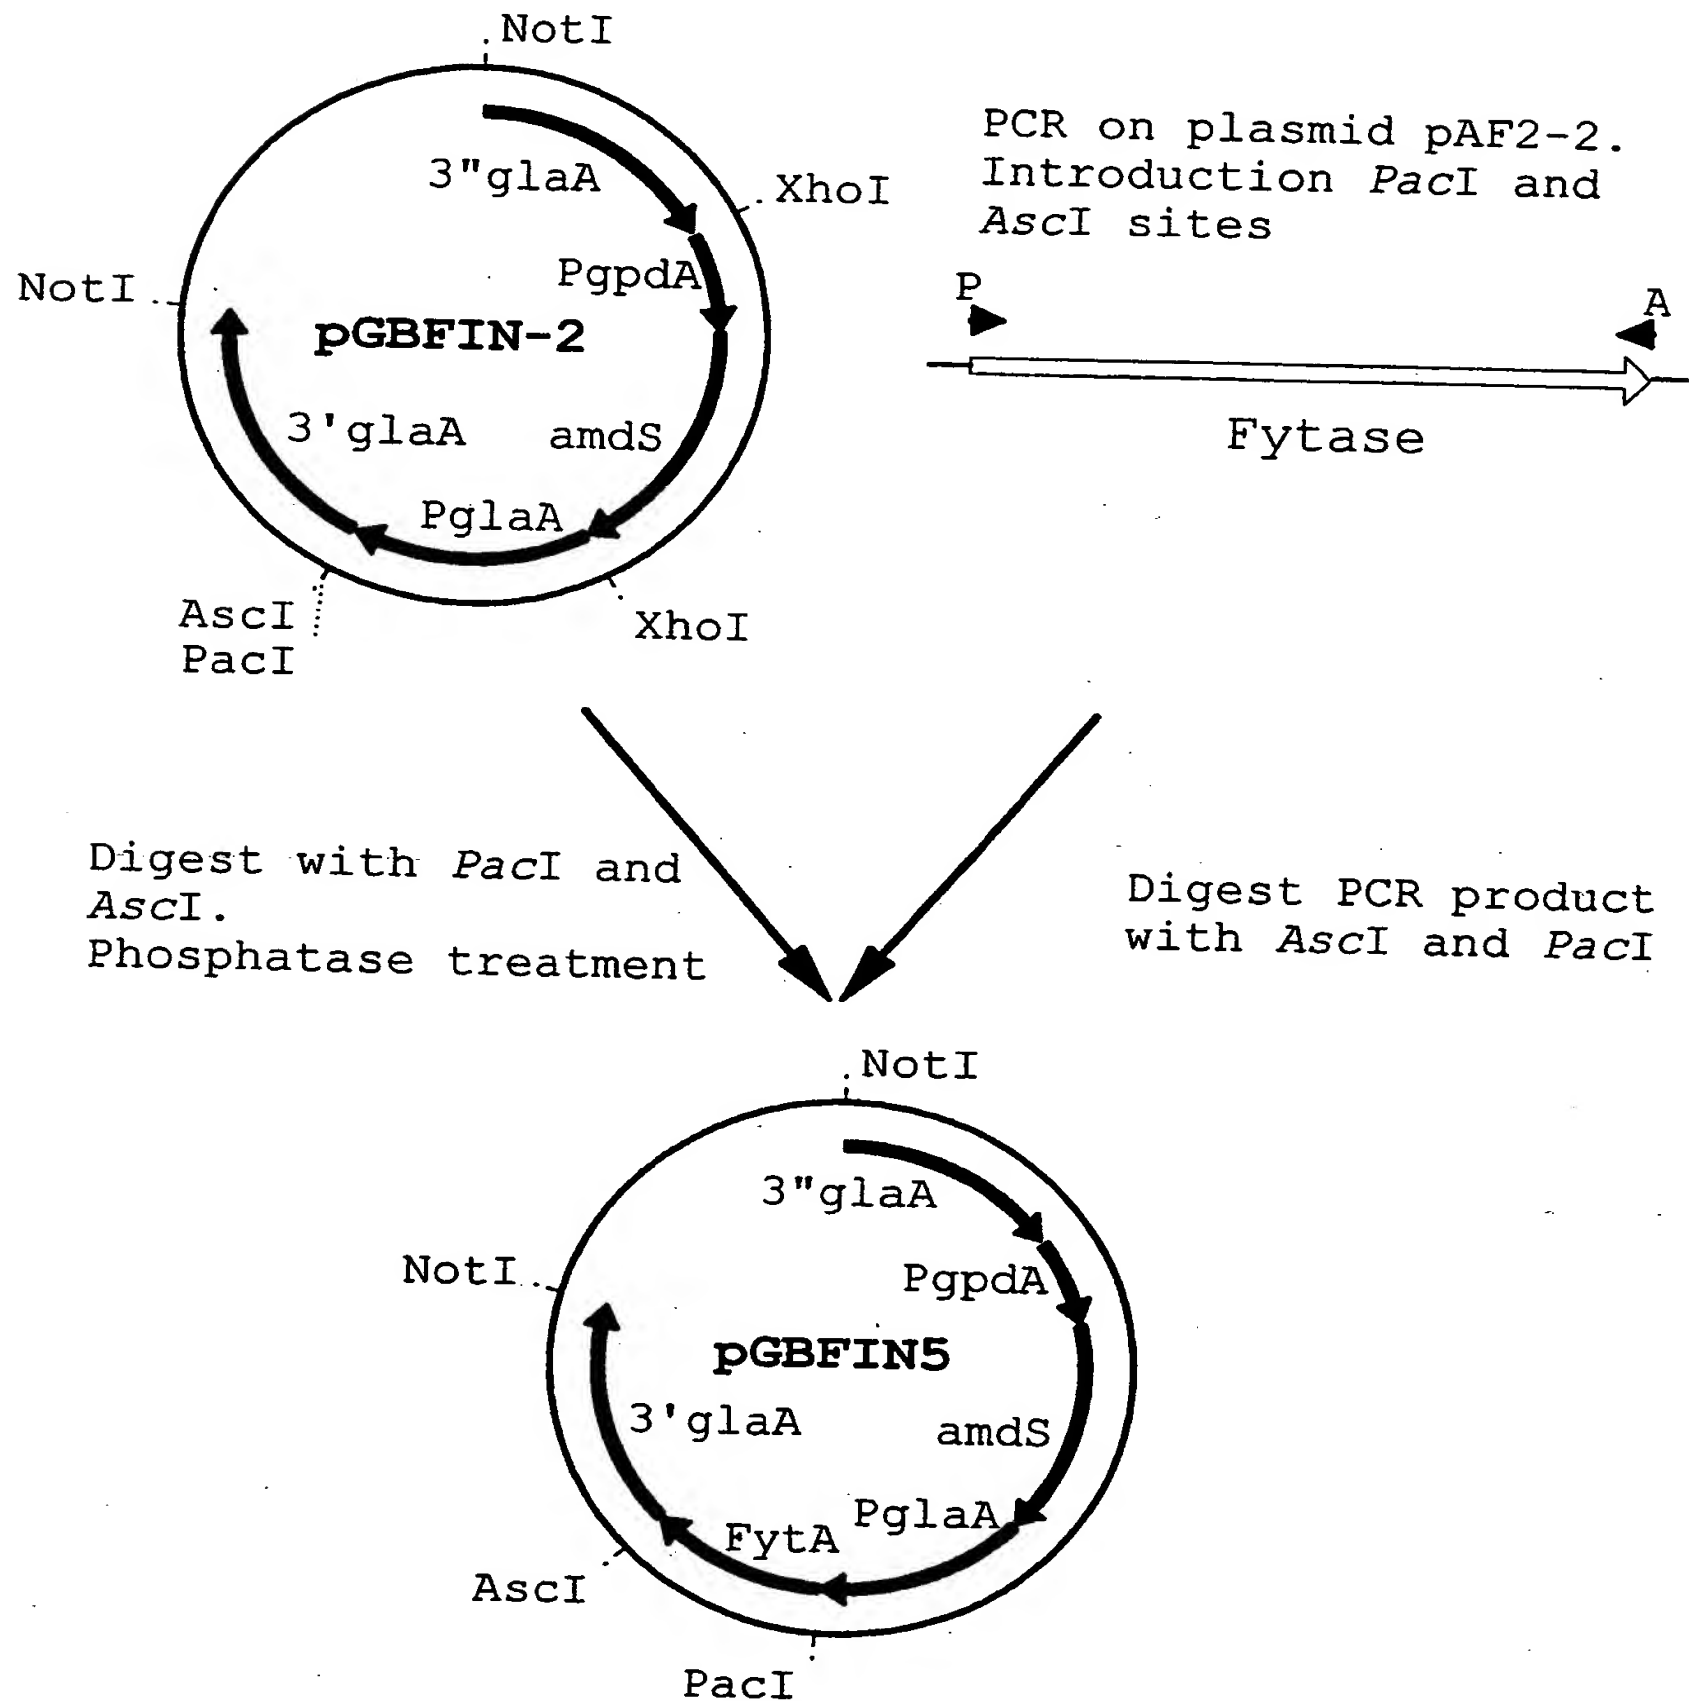 NotI
3"glaA
XhoI
PgpdA
NotI
pGBFIN-2
3'glaA
amdS
PglaA
AscI
PacI
XhoI
PCR on plasmid pAF2-2.
Introduction PacI and
AscI sites
P
A
Fytase
Digest with PacI and
AscI.
Phosphatase treatment
Digest PCR product
with AscI and PacI
NotI
3"glaA
NotI
PgpdA
pGBFIN5
3'glaA
amdS
PglaA
FytA
AscI
PacI